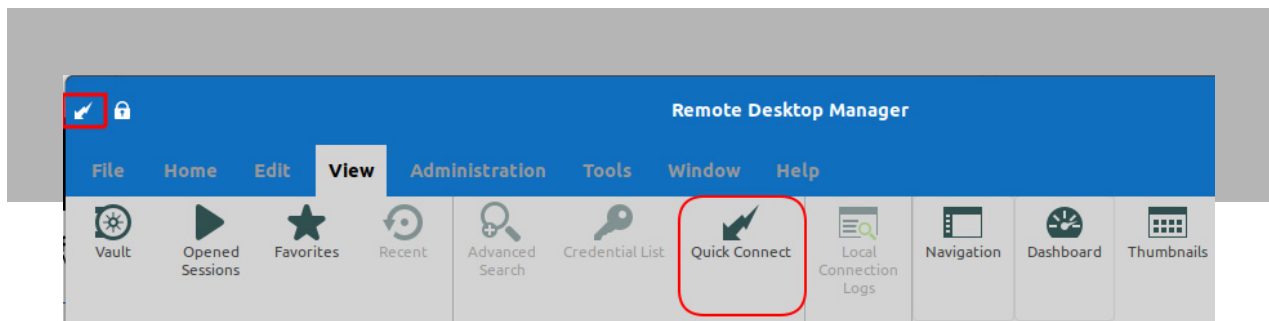 Remote Desktop Manager
File Home Edit View Administration Tools Window Help
Vault Opened Sessions Favorites Recent Advanced Search Credential List Quick Connect Local Connection Logs Navigation Dashboard Thumbnails